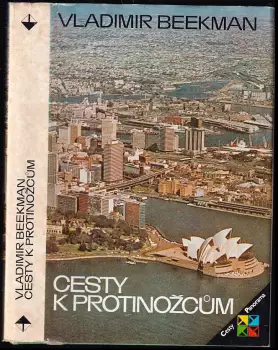 VLADIMIR BEEKMAN
CESTY
K PROTINOŽCŮM
Cesty
Panorama
VLADIMIR BEEKMAN
CESTY K PROTINOŽCŮM